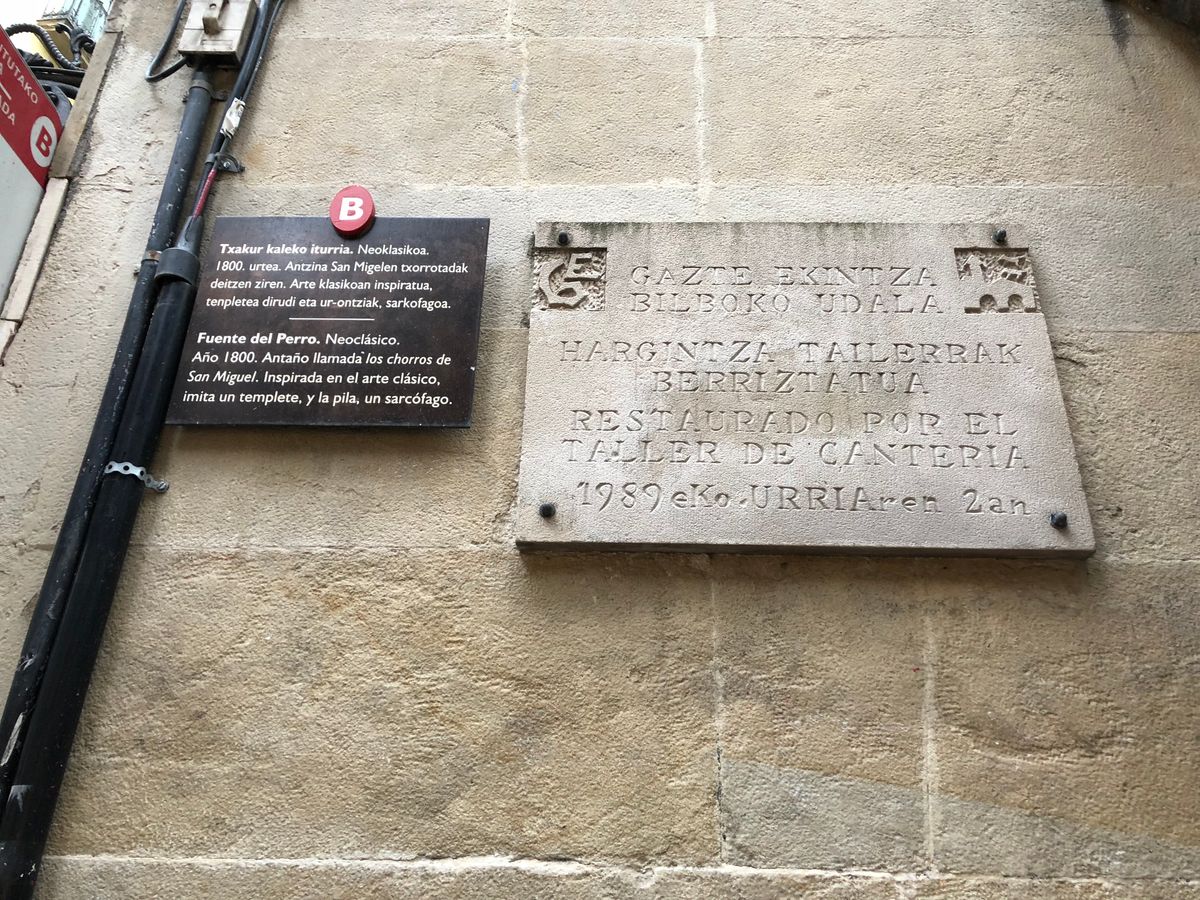 TUTAKO
ADA
B
B
Txakur kaleko iturria. Neoklasikoa.
1800. urtea. Antzina San Migelen txorrotadak
deitzen ziren. Arte klasikoan inspiratua,
tenpletea dirudi eta ur-ontziak, sarkofagoa.
Fuente del Perro. Neoclásico.
Año 1800. Antaño llamada los chorros de
San Miguel. Inspirada en el arte clásico,
imita un templete, y la pila, un sarcófago.
GAZTE EKINTZA
BILBOKO UDALA
HARGINTZA TAILERRAK
BERRIZTATUA
RESTAURADO POR EL
TALLER DE CANTERIA
1989eko URRIAren 2an